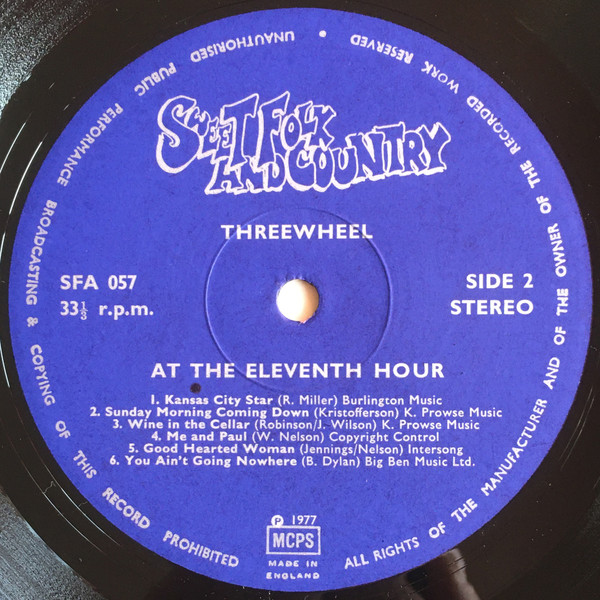 SWEET FOLK
AND COUNTRY
THREEWHEEL
SFA 057
SIDE 2
33⅓ r.p.m.
STEREO
AT THE ELEVENTH HOUR
1. Kansas City Star (R. Miller) Burlington Music
2. Sunday Morning Coming Down (Kristofferson) K. Prowse Music
3. Wine in the Cellar (Robinson/J. Wilson) K. Prowse Music
4. Me and Paul (W. Nelson) Copyright Control
5. Good Hearted Woman (Jennings/Nelson) Intersong
6. You Ain't Going Nowhere (B. Dylan) Big Ben Music Ltd.
℗ 1977
MCPS
MADE IN
ENGLAND
ALL RIGHTS OF THE MANUFACTURER AND OF THE OWNER OF THE RECORDED WORK RESERVED • UNAUTHORISED PUBLIC PERFORMANCE BROADCASTING & COPYING OF THIS RECORD PROHIBITED